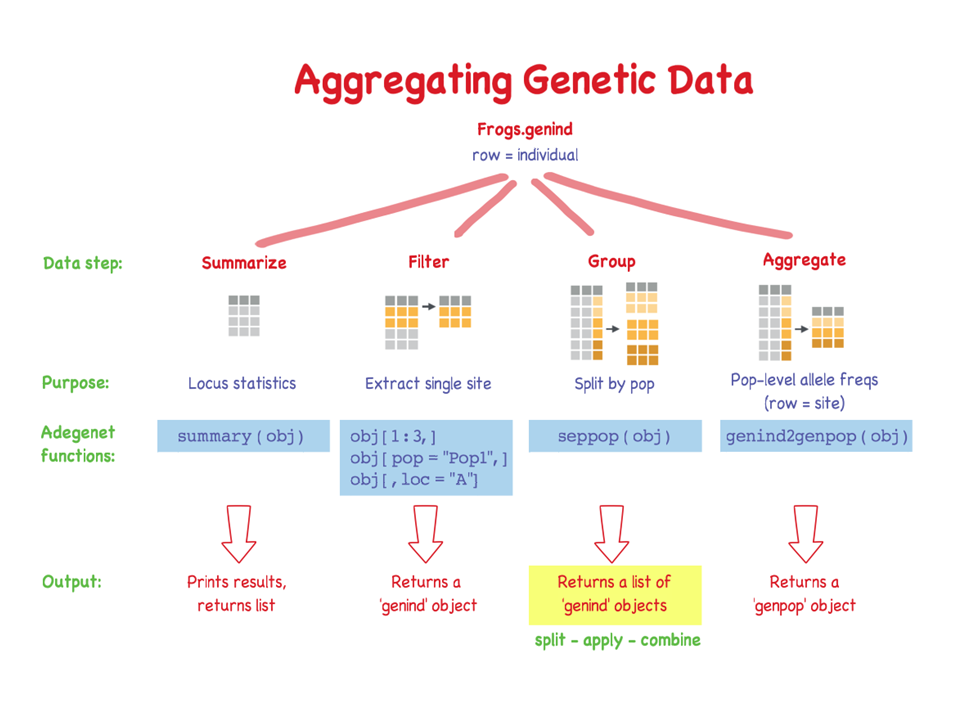 Aggregating Genetic Data
Frogs.genind
row = individual
Data step:
Summarize
Filter
Group
Aggregate
Purpose:
Locus statistics
Extract single site
Split by pop
Pop-level allele freqs
(row = site)
Adegenet
functions:
summary(obj)
obj[1:3,]
obj[pop = "Pop1",]
obj[,loc = "A"]
seppop(obj)
genind2genpop(obj)
Output:
Prints results,
returns list
Returns a
'genind' object
Returns a list of
'genind' objects
split - apply - combine
Returns a
'genpop' object